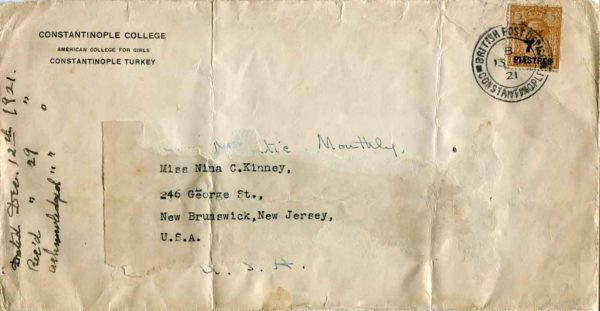 CONSTANTINOPLE COLLEGE
AMERICAN COLLEGE FOR GIRLS
CONSTANTINOPLE TURKEY
BRITISH POST
B
13
21
CONSTANTINOPLE
7
PIASTRES
tic Monthly,
Miss Nina C.Kinney,
246 George St.,
New Brunswick,New Jersey,
U.S.A.
U. S. A.
Dated Dec. 12th 1921.
Rec'd " 29 "
acknowledged " " "